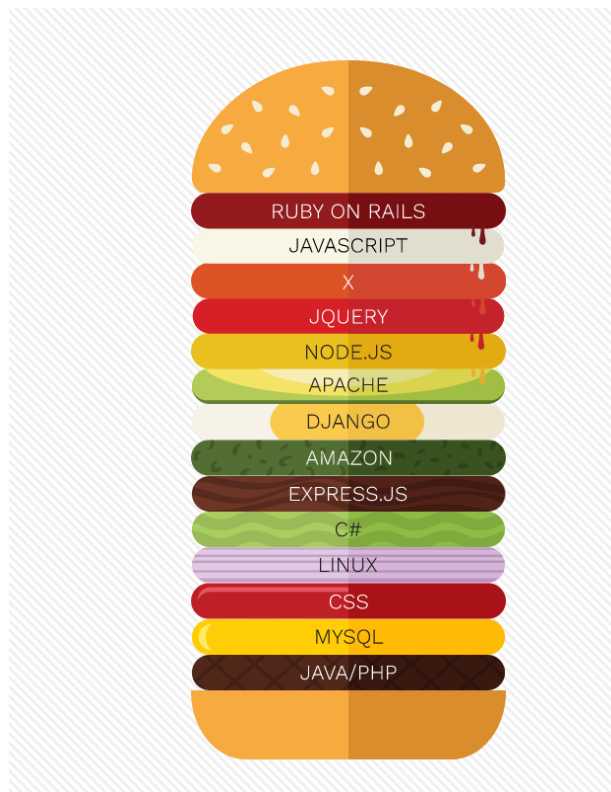 RUBY ON RAILS
JAVASCRIPT
X
JQUERY
NODE.JS
APACHE
DJANGO
AMAZON
EXPRESS.JS
C#
LINUX
CSS
MYSQL
JAVA/PHP